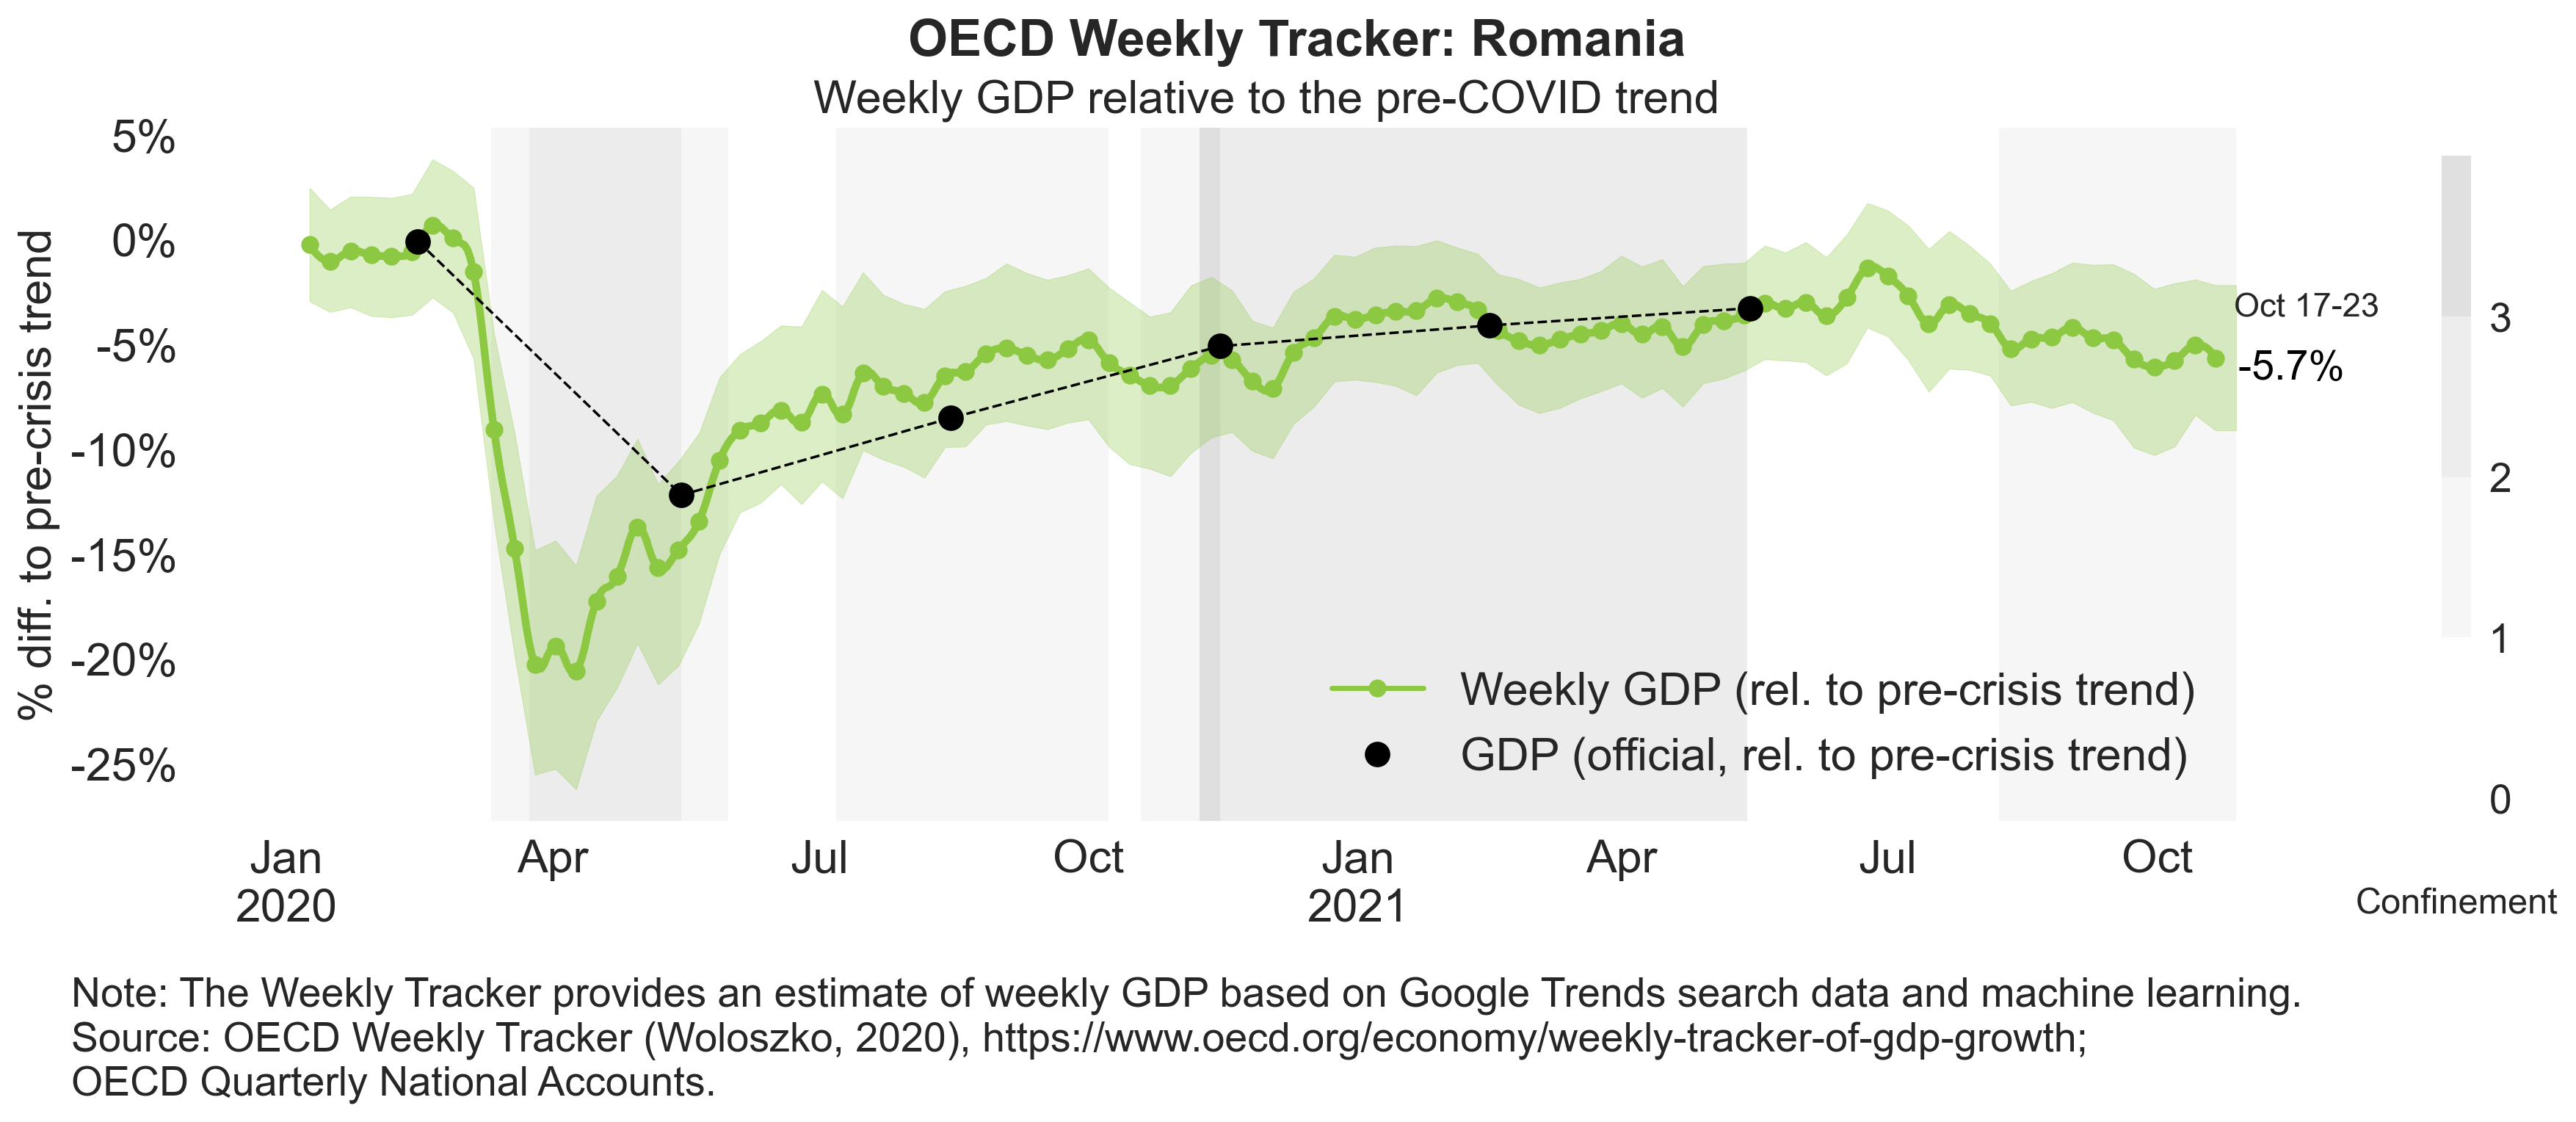 OECD Weekly Tracker: Romania
Weekly GDP relative to the pre-COVID trend
% diff. to pre-crisis trend
5%
0%
-5%
-10%
-15%
-20%
-25%
Oct 17-23
-5.7%
Weekly GDP (rel. to pre-crisis trend)
GDP (official, rel. to pre-crisis trend)
3
2
1
0
Confinement
Jan Apr Jul Oct Jan Apr Jul Oct
2020 2021
Note: The Weekly Tracker provides an estimate of weekly GDP based on Google Trends search data and machine learning.
Source: OECD Weekly Tracker (Woloszko, 2020), https://www.oecd.org/economy/weekly-tracker-of-gdp-growth;
OECD Quarterly National Accounts.